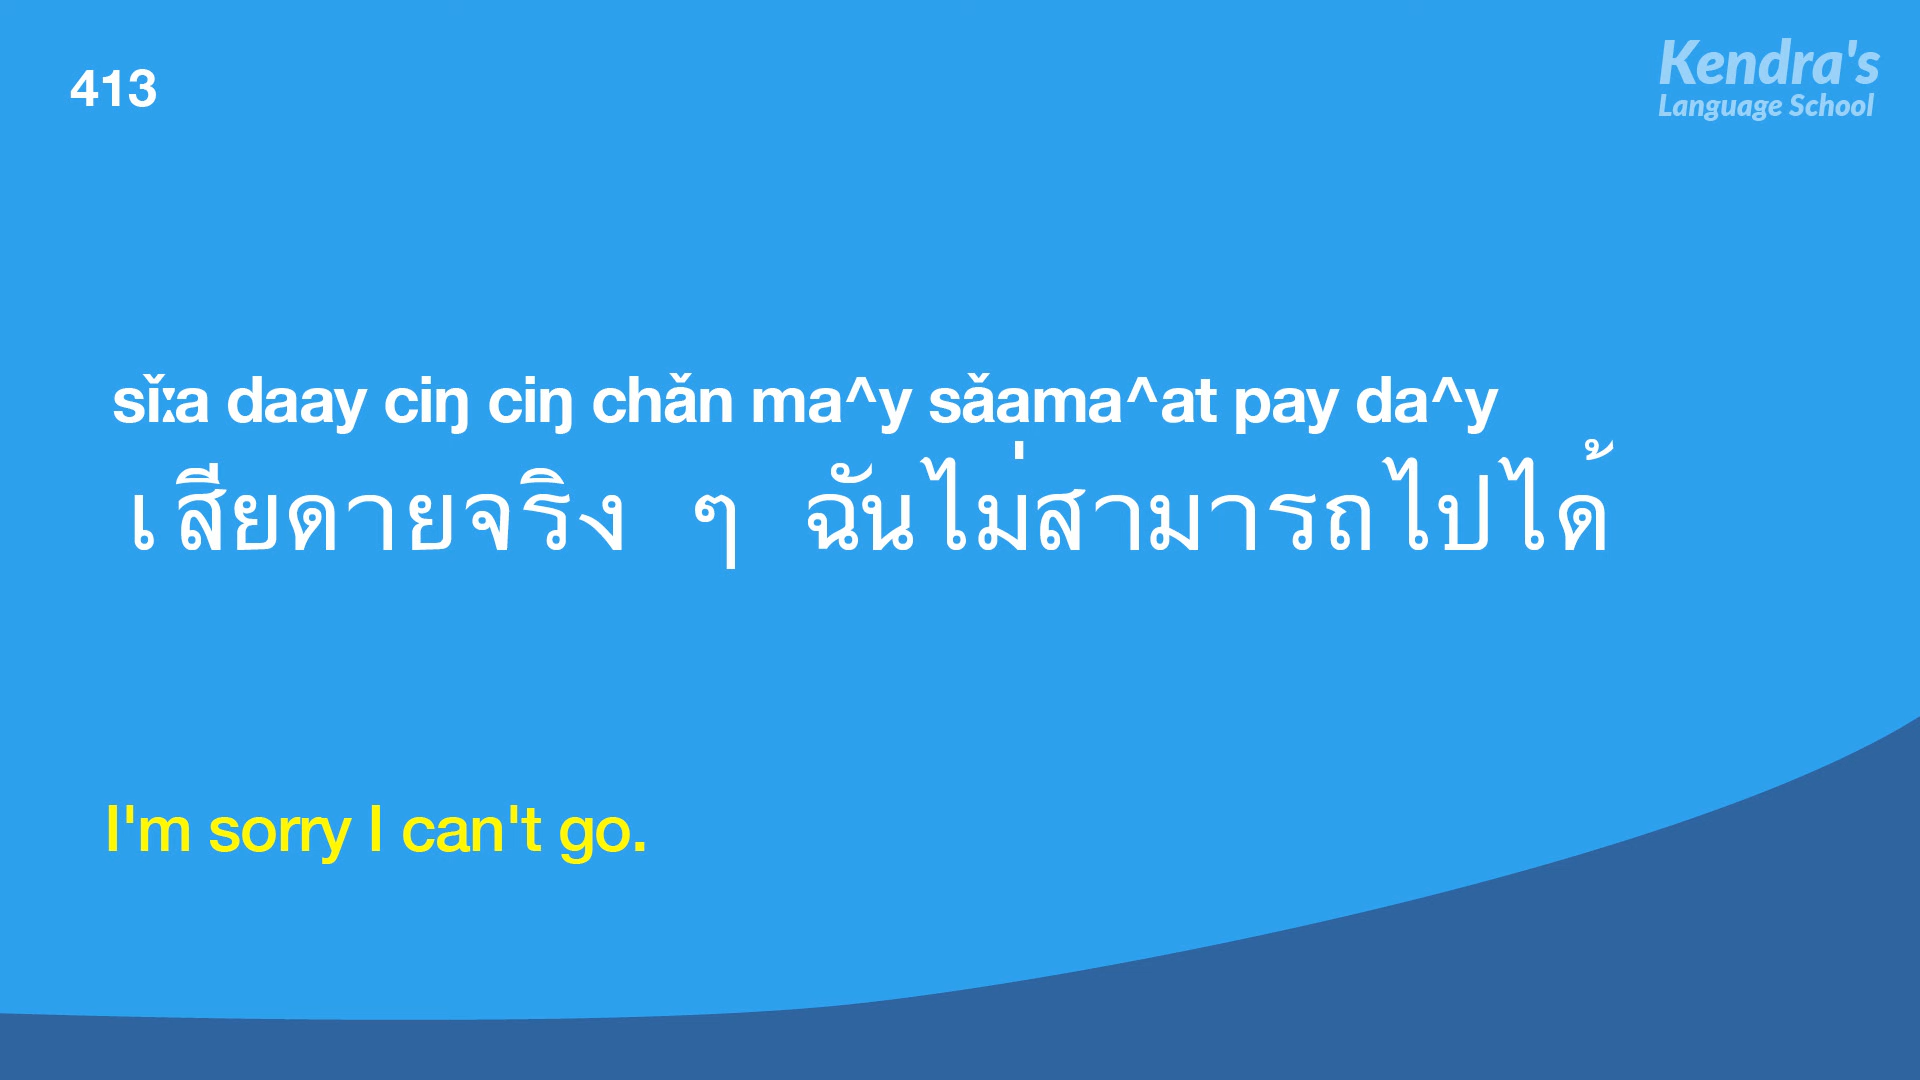 413
Kendra's
Language School
sǐːa daay ciŋ ciŋ chǎn ma^y sǎama^at pay da^y
เสียดายจริง ๆ ฉันไม่สามารถไปได้
I'm sorry I can't go.